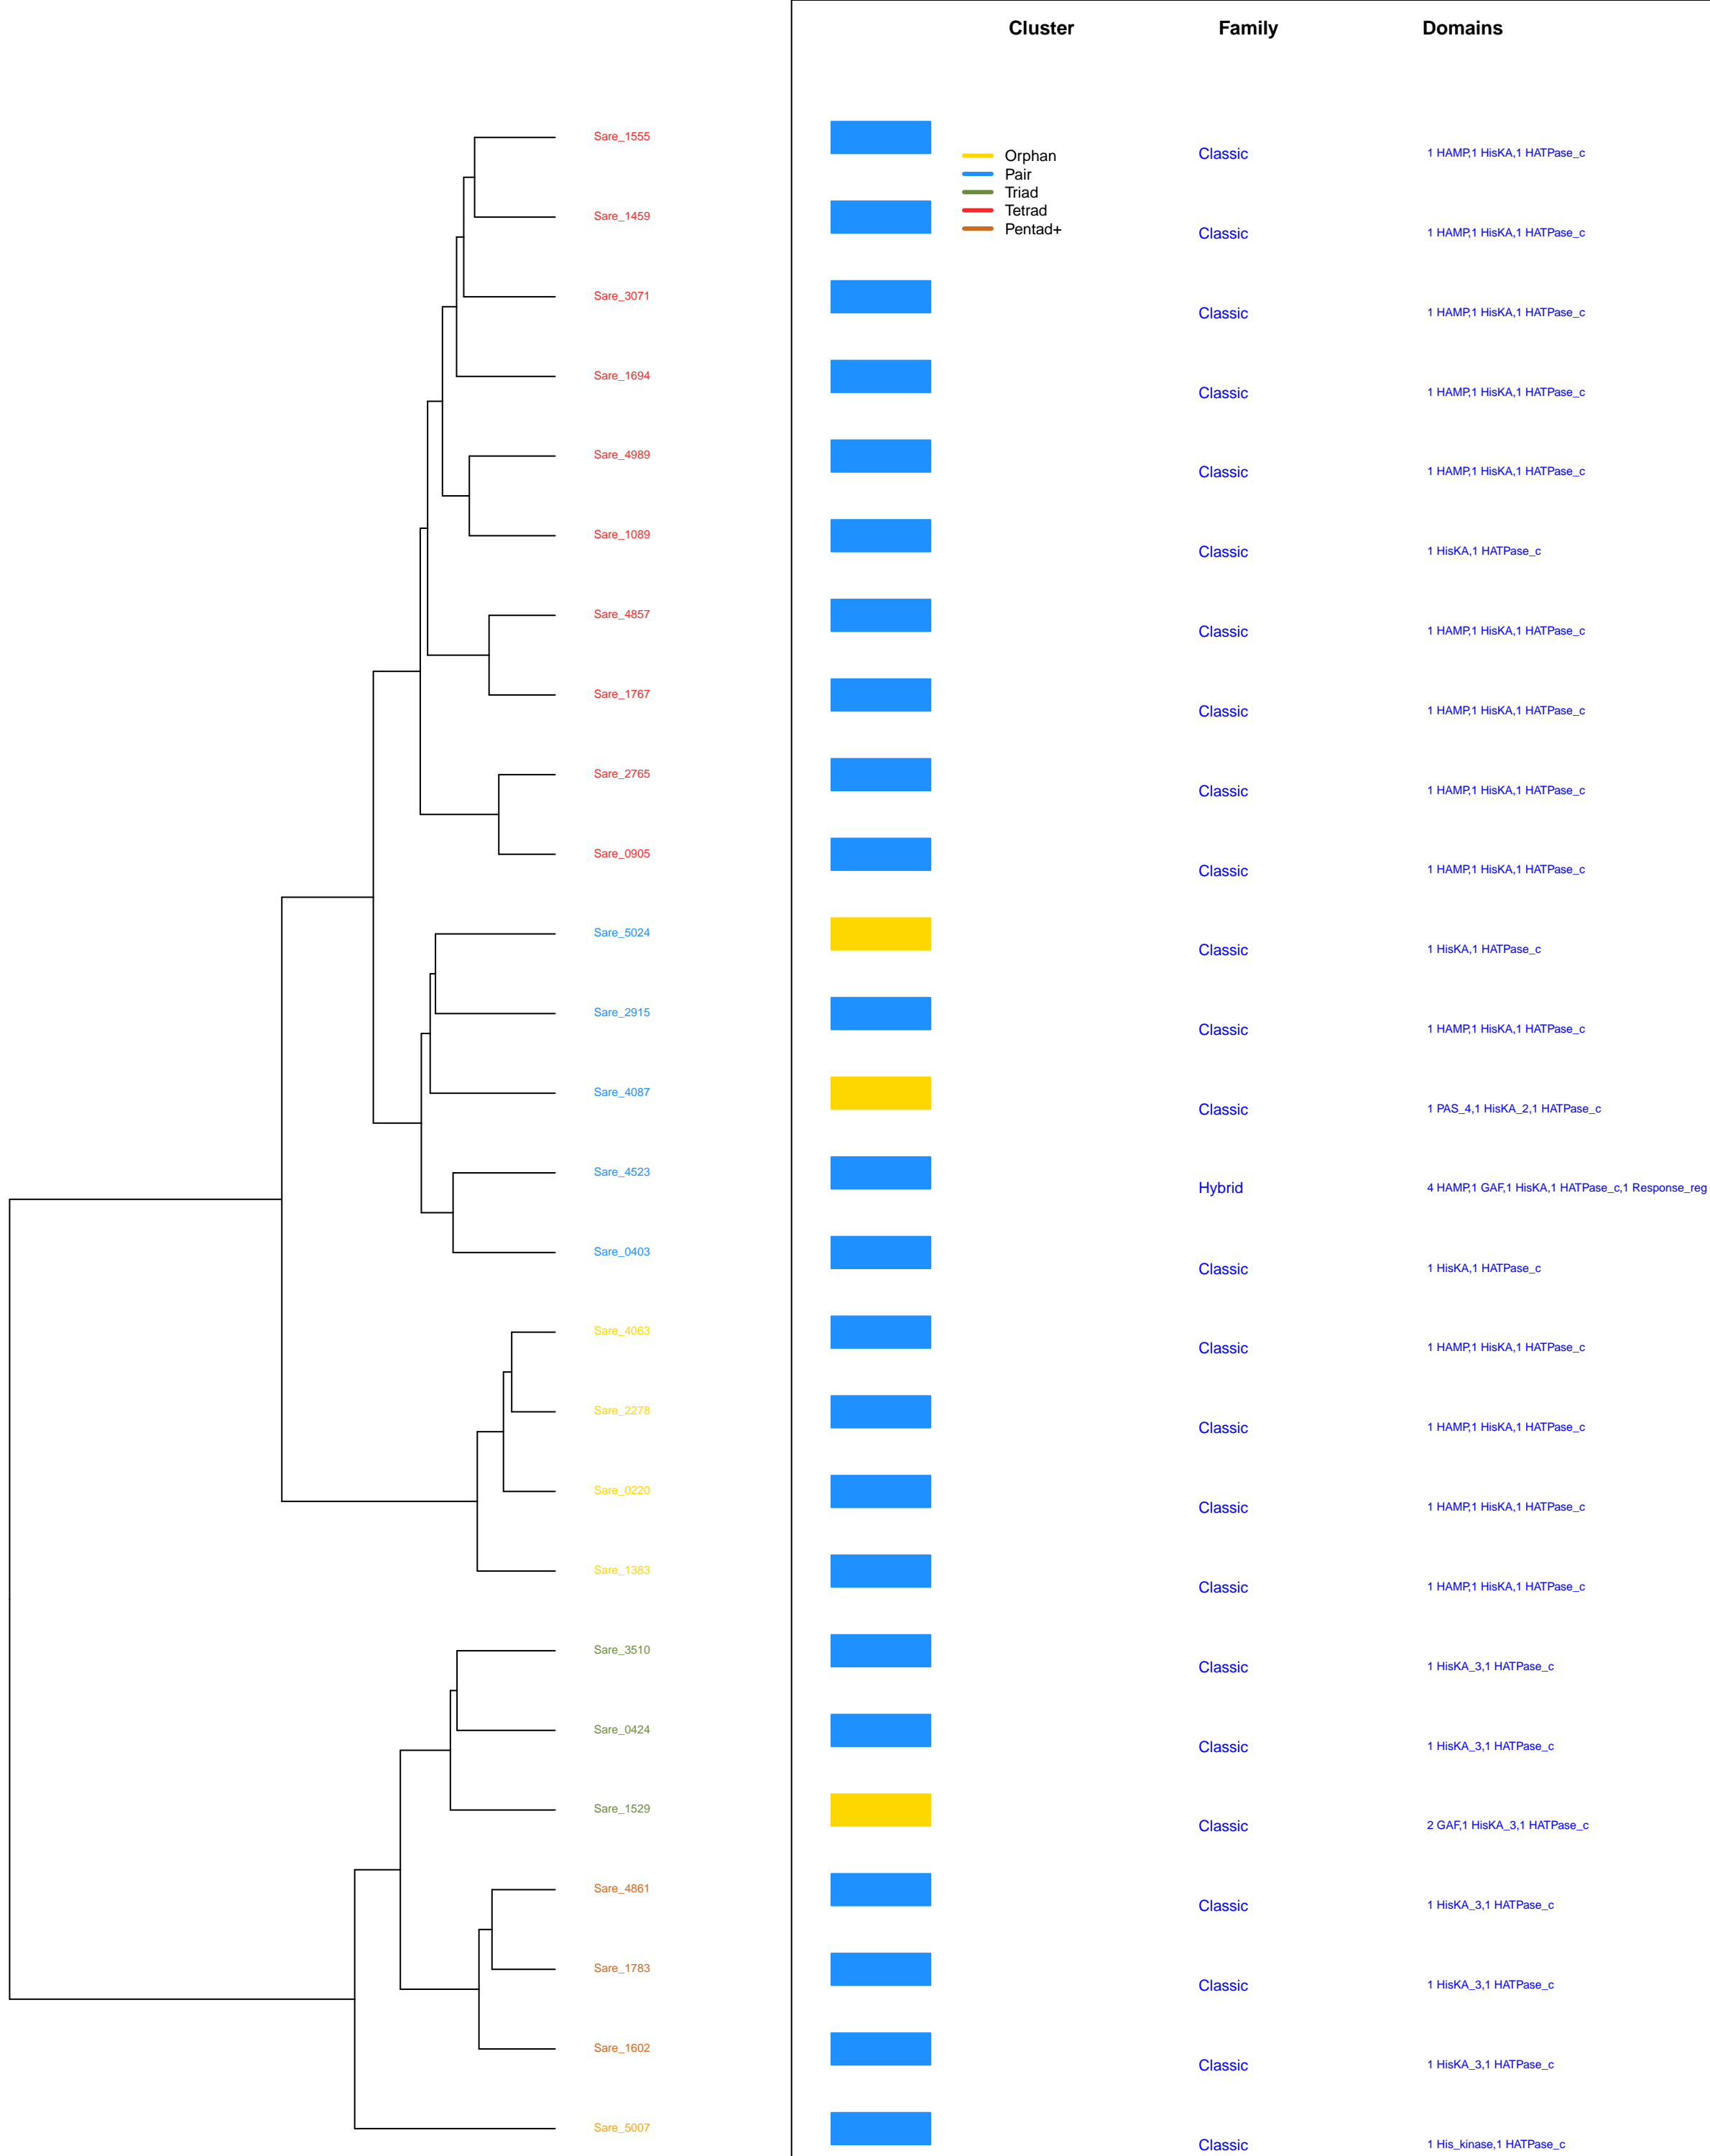 Cluster Family Domains
Sare_1555 Classic 1 HAMP,1 HisKA,1 HATPase_c
Orphan
Pair
Triad
Tetrad
Pentad+
Sare_1459 Classic 1 HAMP,1 HisKA,1 HATPase_c
Sare_3071 Classic 1 HAMP,1 HisKA,1 HATPase_c
Sare_1694 Classic 1 HAMP,1 HisKA,1 HATPase_c
Sare_4989 Classic 1 HAMP,1 HisKA,1 HATPase_c
Sare_1089 Classic 1 HisKA,1 HATPase_c
Sare_4857 Classic 1 HAMP,1 HisKA,1 HATPase_c
Sare_1767 Classic 1 HAMP,1 HisKA,1 HATPase_c
Sare_2765 Classic 1 HAMP,1 HisKA,1 HATPase_c
Sare_0905 Classic 1 HAMP,1 HisKA,1 HATPase_c
Sare_5024 Classic 1 HisKA,1 HATPase_c
Sare_2915 Classic 1 HAMP,1 HisKA,1 HATPase_c
Sare_4087 Classic 1 PAS_4,1 HisKA_2,1 HATPase_c
Sare_4523 Hybrid 4 HAMP,1 GAF,1 HisKA,1 HATPase_c,1 Response_reg
Sare_0403 Classic 1 HisKA,1 HATPase_c
Sare_4063 Classic 1 HAMP,1 HisKA,1 HATPase_c
Sare_2278 Classic 1 HAMP,1 HisKA,1 HATPase_c
Sare_0220 Classic 1 HAMP,1 HisKA,1 HATPase_c
Sare_1383 Classic 1 HAMP,1 HisKA,1 HATPase_c
Sare_3510 Classic 1 HisKA_3,1 HATPase_c
Sare_0424 Classic 1 HisKA_3,1 HATPase_c
Sare_1529 Classic 2 GAF,1 HisKA_3,1 HATPase_c
Sare_4861 Classic 1 HisKA_3,1 HATPase_c
Sare_1783 Classic 1 HisKA_3,1 HATPase_c
Sare_1602 Classic 1 HisKA_3,1 HATPase_c
Sare_5007 Classic 1 His_kinase,1 HATPase_c